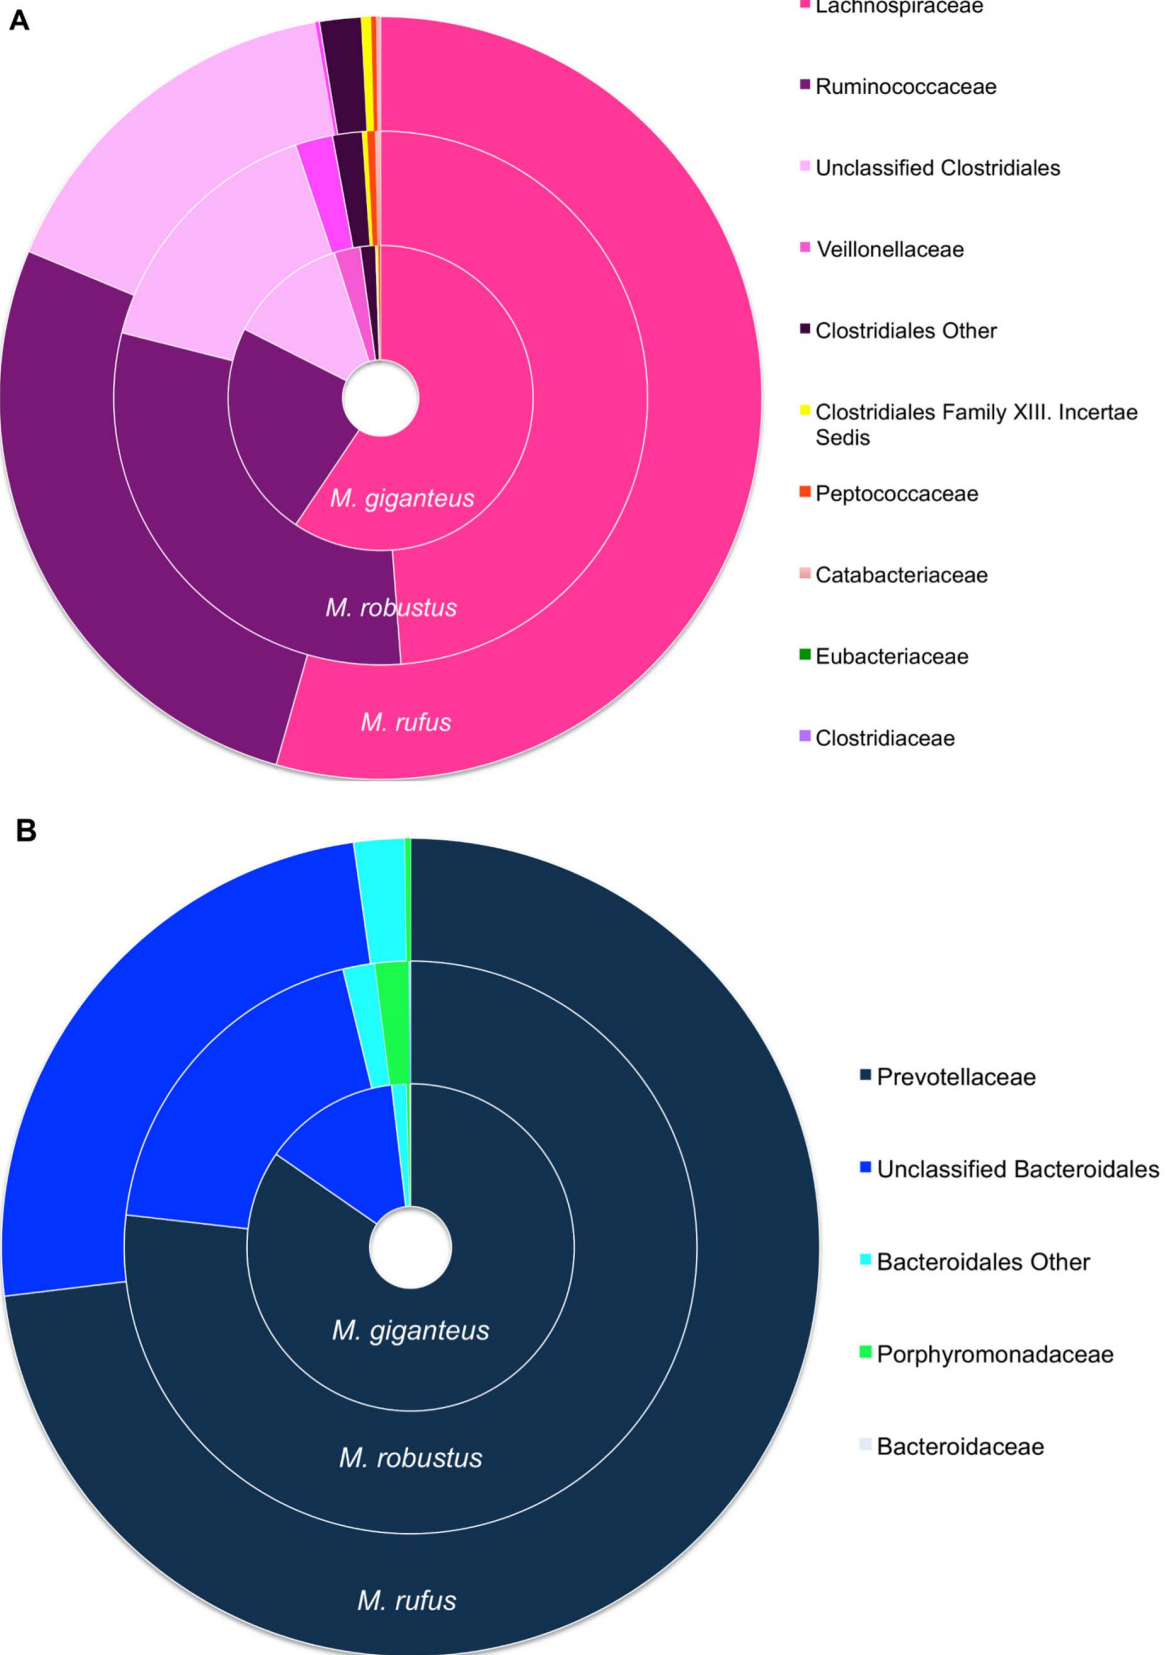 A
Lachnospiraceae
Ruminococcaceae
Unclassified Clostridiales
Veillonellaceae
Clostridiales Other
Clostridiales Family XIII. Incertae
Sedis
Peptococcaceae
Catabacteriaceae
Eubacteriaceae
Clostridiaceae
M. giganteus
M. robustus
M. rufus
B
Prevotellaceae
Unclassified Bacteroidales
Bacteroidales Other
Porphyromonadaceae
Bacteroidaceae
M. giganteus
M. robustus
M. rufus